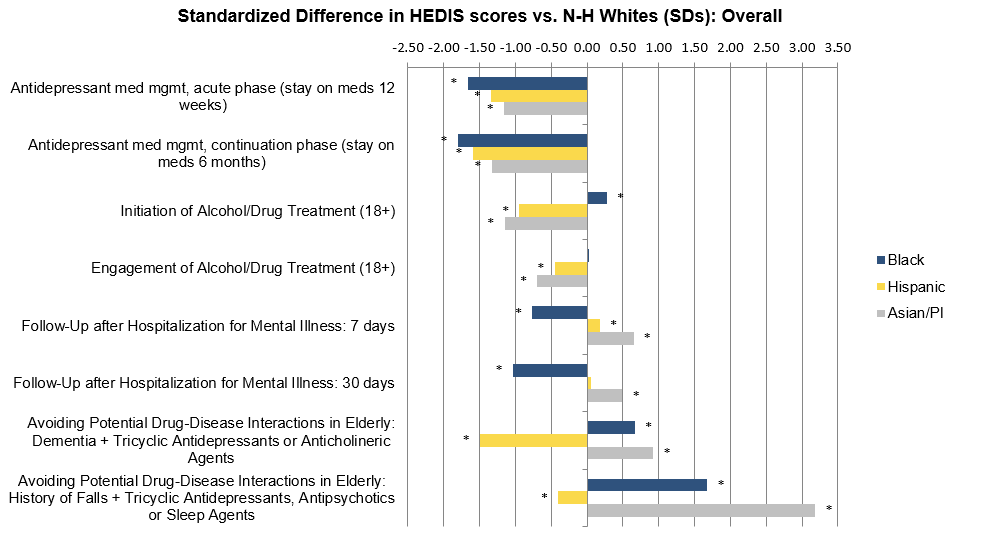 Standardized Difference in HEDIS scores vs. N-H Whites (SDs): Overall
-2.50 -2.00 -1.50 -1.00 -0.50 0.00 0.50 1.00 1.50 2.00 2.50 3.00 3.50
Antidepressant med mgmt, acute phase (stay on meds 12
weeks)
*
*
*
Antidepressant med mgmt, continuation phase (stay on
meds 6 months)
*
*
*
Initiation of Alcohol/Drug Treatment (18+)
*
*
*
Engagement of Alcohol/Drug Treatment (18+)
*
*
Follow-Up after Hospitalization for Mental Illness: 7 days
*
*
*
Follow-Up after Hospitalization for Mental Illness: 30 days
*
*
Avoiding Potential Drug-Disease Interactions in Elderly:
Dementia + Tricyclic Antidepressants or Anticholineric
Agents
*
*
*
Avoiding Potential Drug-Disease Interactions in Elderly:
History of Falls + Tricyclic Antidepressants, Antipsychotics
or Sleep Agents
*
*
*
Black
Hispanic
Asian/PI